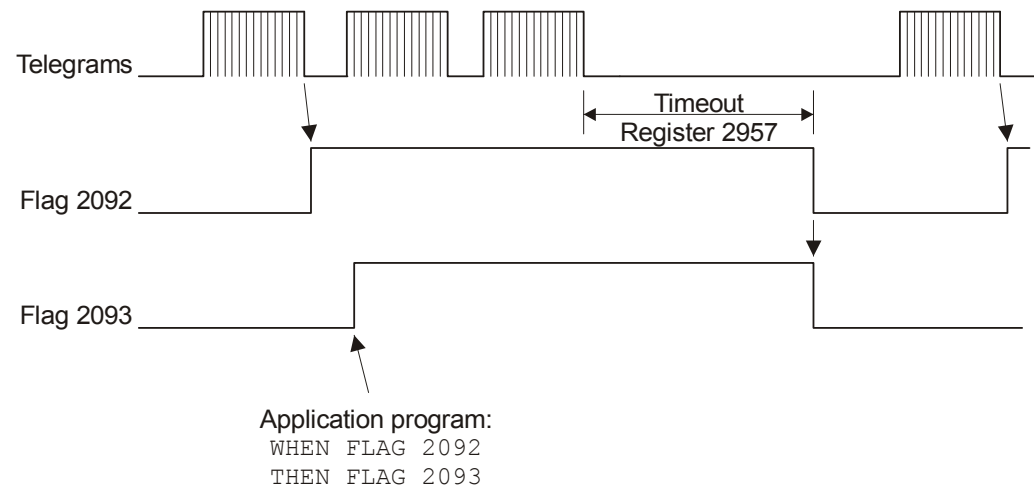 Telegrams
Timeout
Register 2957
Flag 2092
Flag 2093
Application program:
WHEN FLAG 2092
THEN FLAG 2093